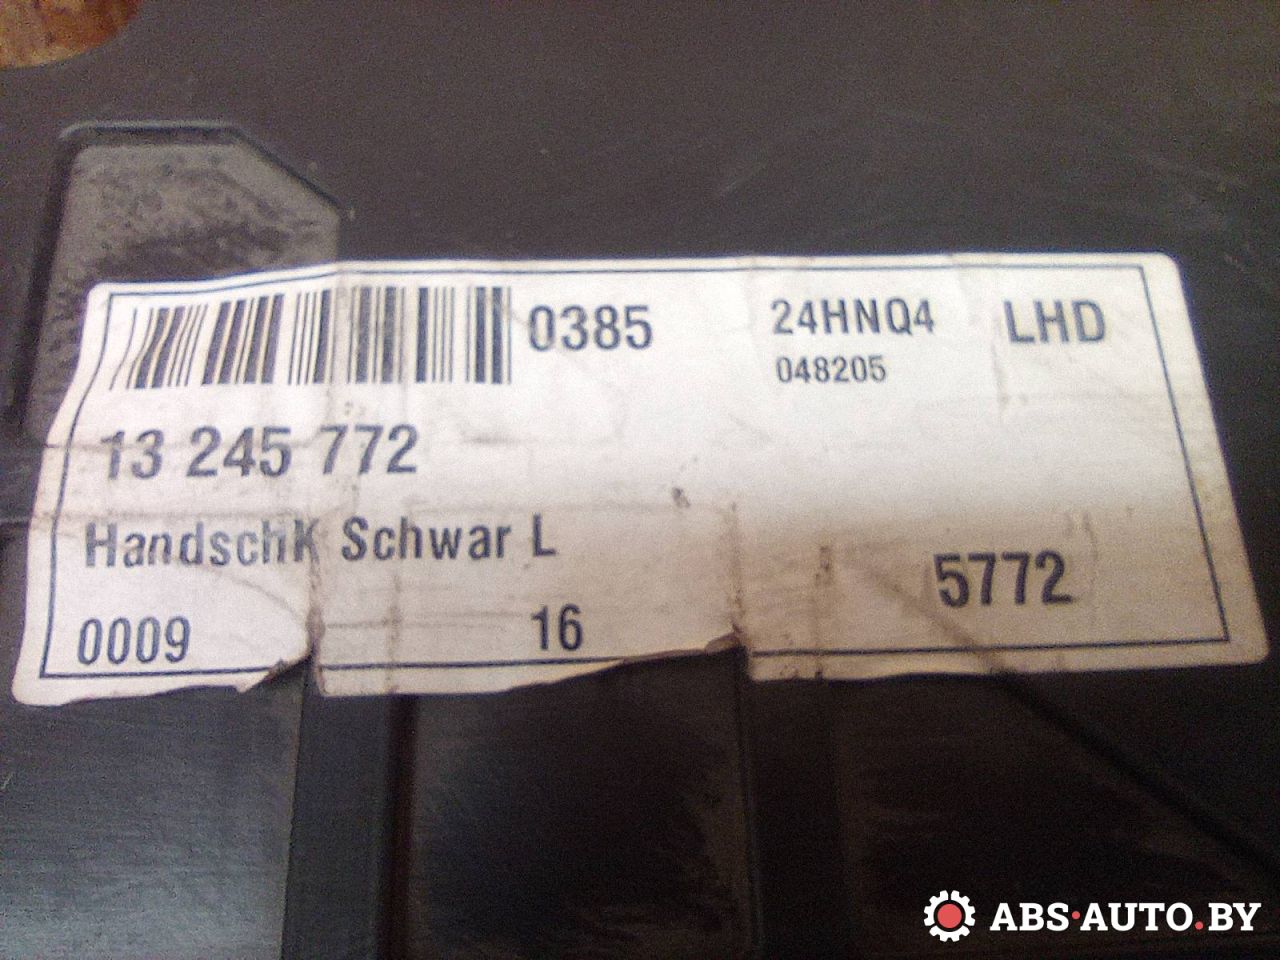 0385 24HNQ4 LHD
048205
13 245 772
HandschK Schwar L
5772
0009 16
ABS·AUTO.BY